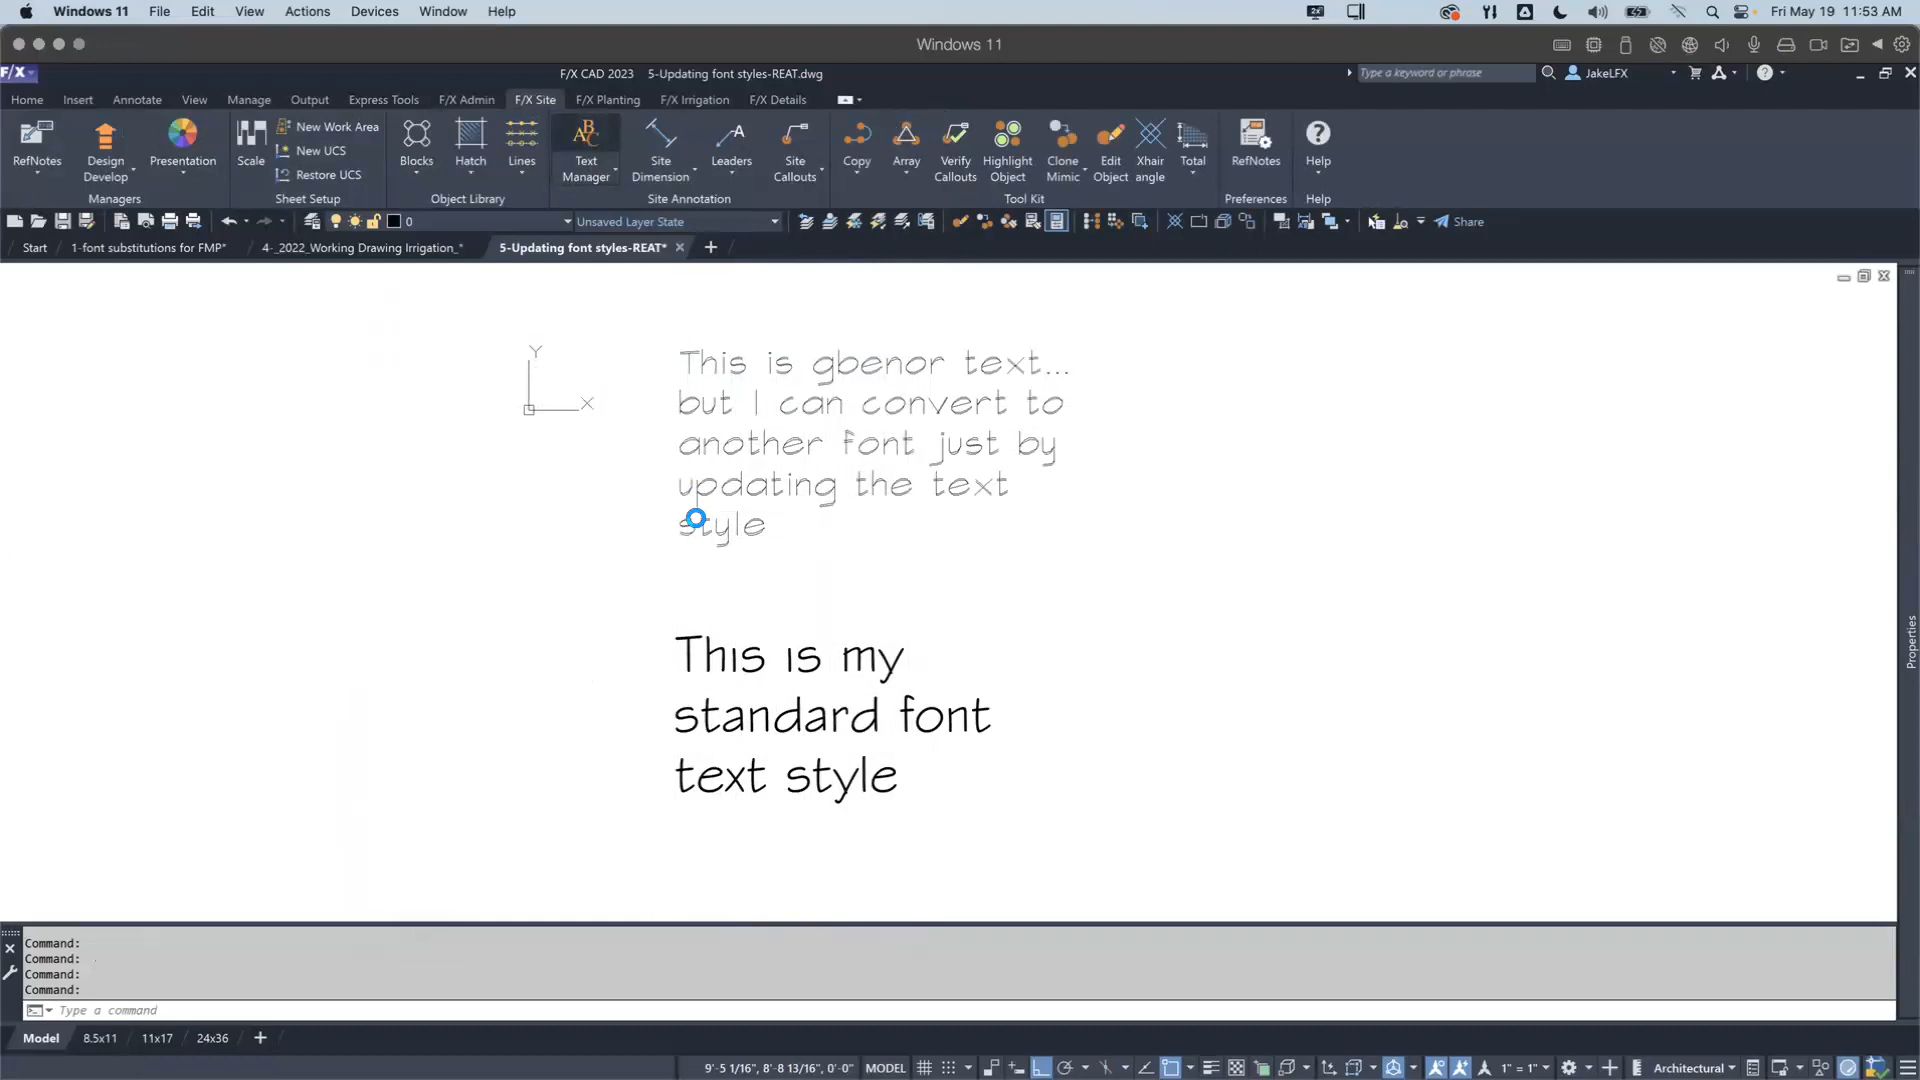 Windows 11 File Edit View Actions Devices Window Help Fri May 19 11:53 AM
Windows 11
F/X F/X CAD 2023 5-Updating font styles-REAT.dwg Type a keyword or phrase JakeLFX
Home Insert Annotate View Manage Output Express Tools F/X Admin F/X Site F/X Planting F/X Irrigation F/X Details
RefNotes Design Develop Presentation Scale New Work Area New UCS Restore UCS Blocks Hatch Lines Text Manager Site Dimension Leaders Site Callouts Copy Array Verify Callouts Highlight Object Clone Mimic Edit Object Xhair angle Total RefNotes Help
Managers Sheet Setup Object Library Site Annotation Tool Kit Preferences Help
0 Unsaved Layer State Share
Start 1-font substitutions for FMP* 4-_2022_Working Drawing Irrigation_* 5-Updating font styles-REAT*
Y
X
This is gbenor text...
but I can convert to
another font just by
updating the text
style
This is my
standard font
text style
Properties
Command:
Command:
Command:
Command:
Type a command
Model 8.5x11 11x17 24x36
9'-5 1/16", 8'-8 13/16", 0'-0" MODEL 1" = 1" Architectural